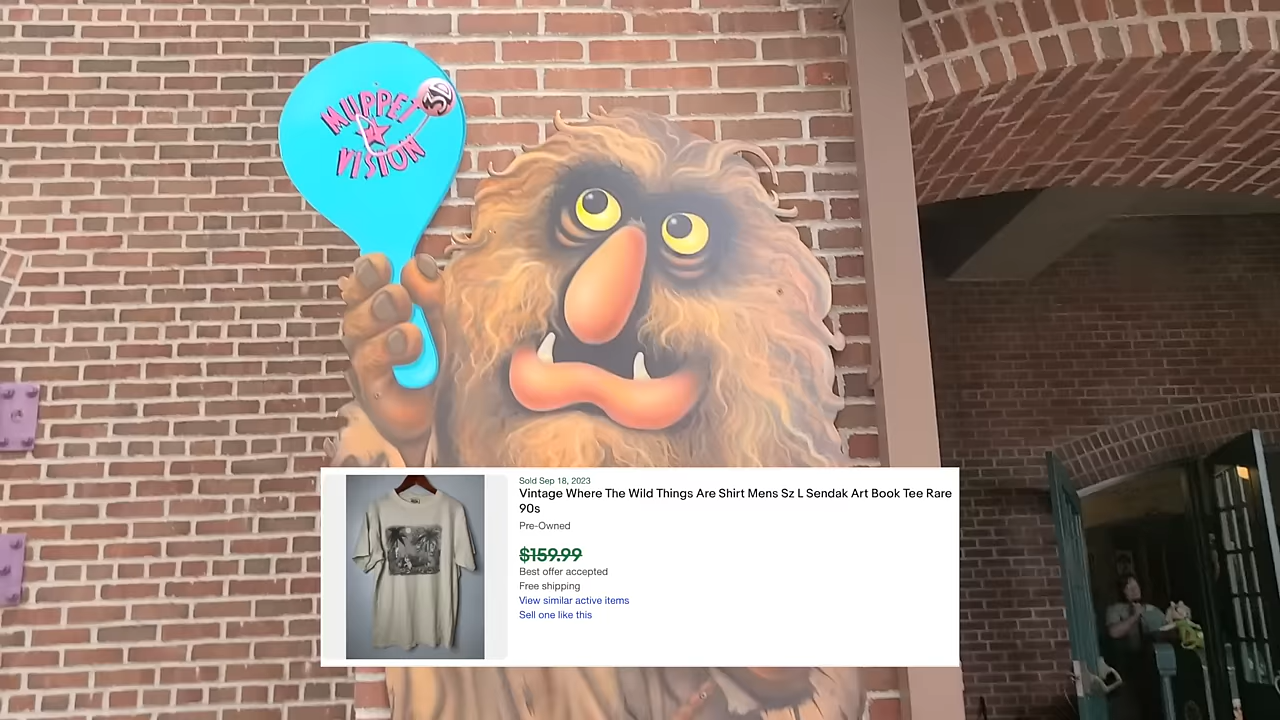 MUPPET
3D
VISION
Sold Sep 18, 2023
Vintage Where The Wild Things Are Shirt Mens Sz L Sendak Art Book Tee Rare
90s
Pre-Owned
$159.99
Best offer accepted
Free shipping
View similar active items
Sell one like this